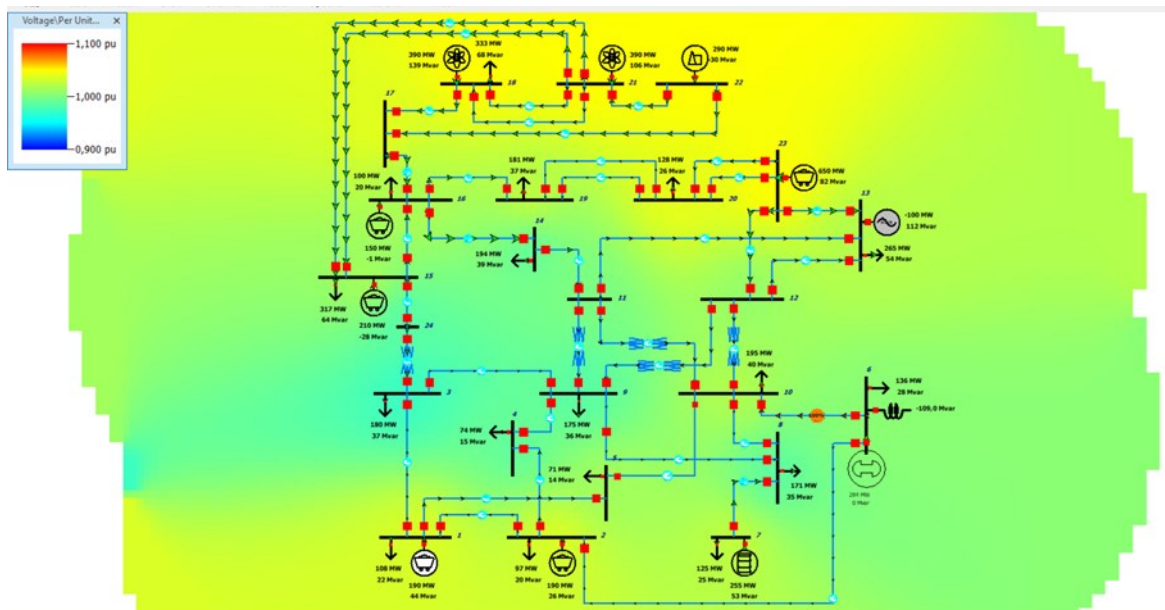 Voltage\Per Unit...
1,100 pu
1,000 pu
0,900 pu
390 MW
139 Mvar
333 MW
68 Mvar
390 MW
106 Mvar
290 MW
-30 Mvar
18
21
22
17
23
100 MW
20 Mvar
181 MW
37 Mvar
128 MW
26 Mvar
650 MW
82 Mvar
13
16
19
20
14
-100 MW
112 Mvar
150 MW
-1 Mvar
194 MW
39 Mvar
265 MW
54 Mvar
15
11
12
317 MW
64 Mvar
210 MW
-28 Mvar
24
195 MW
40 Mvar
6
136 MW
28 Mvar
3
9
10
-109,0 Mvar
180 MW
37 Mvar
4
74 MW
15 Mvar
175 MW
36 Mvar
8
5
71 MW
14 Mvar
171 MW
35 Mvar
0 Mvar
1
2
7
108 MW
22 Mvar
190 MW
44 Mvar
97 MW
20 Mvar
190 MW
26 Mvar
125 MW
25 Mvar
255 MW
53 Mvar